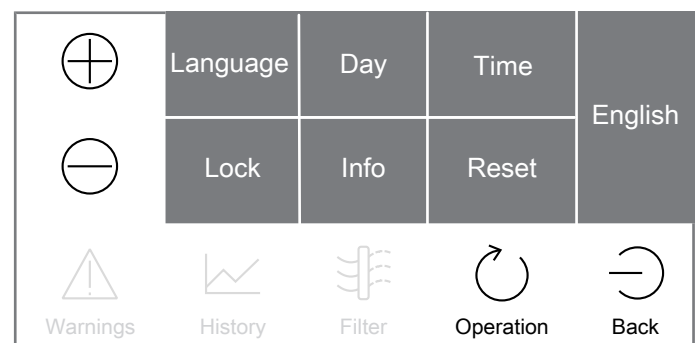 Language Day Time
English
Lock Info Reset
Warnings History Filter Operation Back